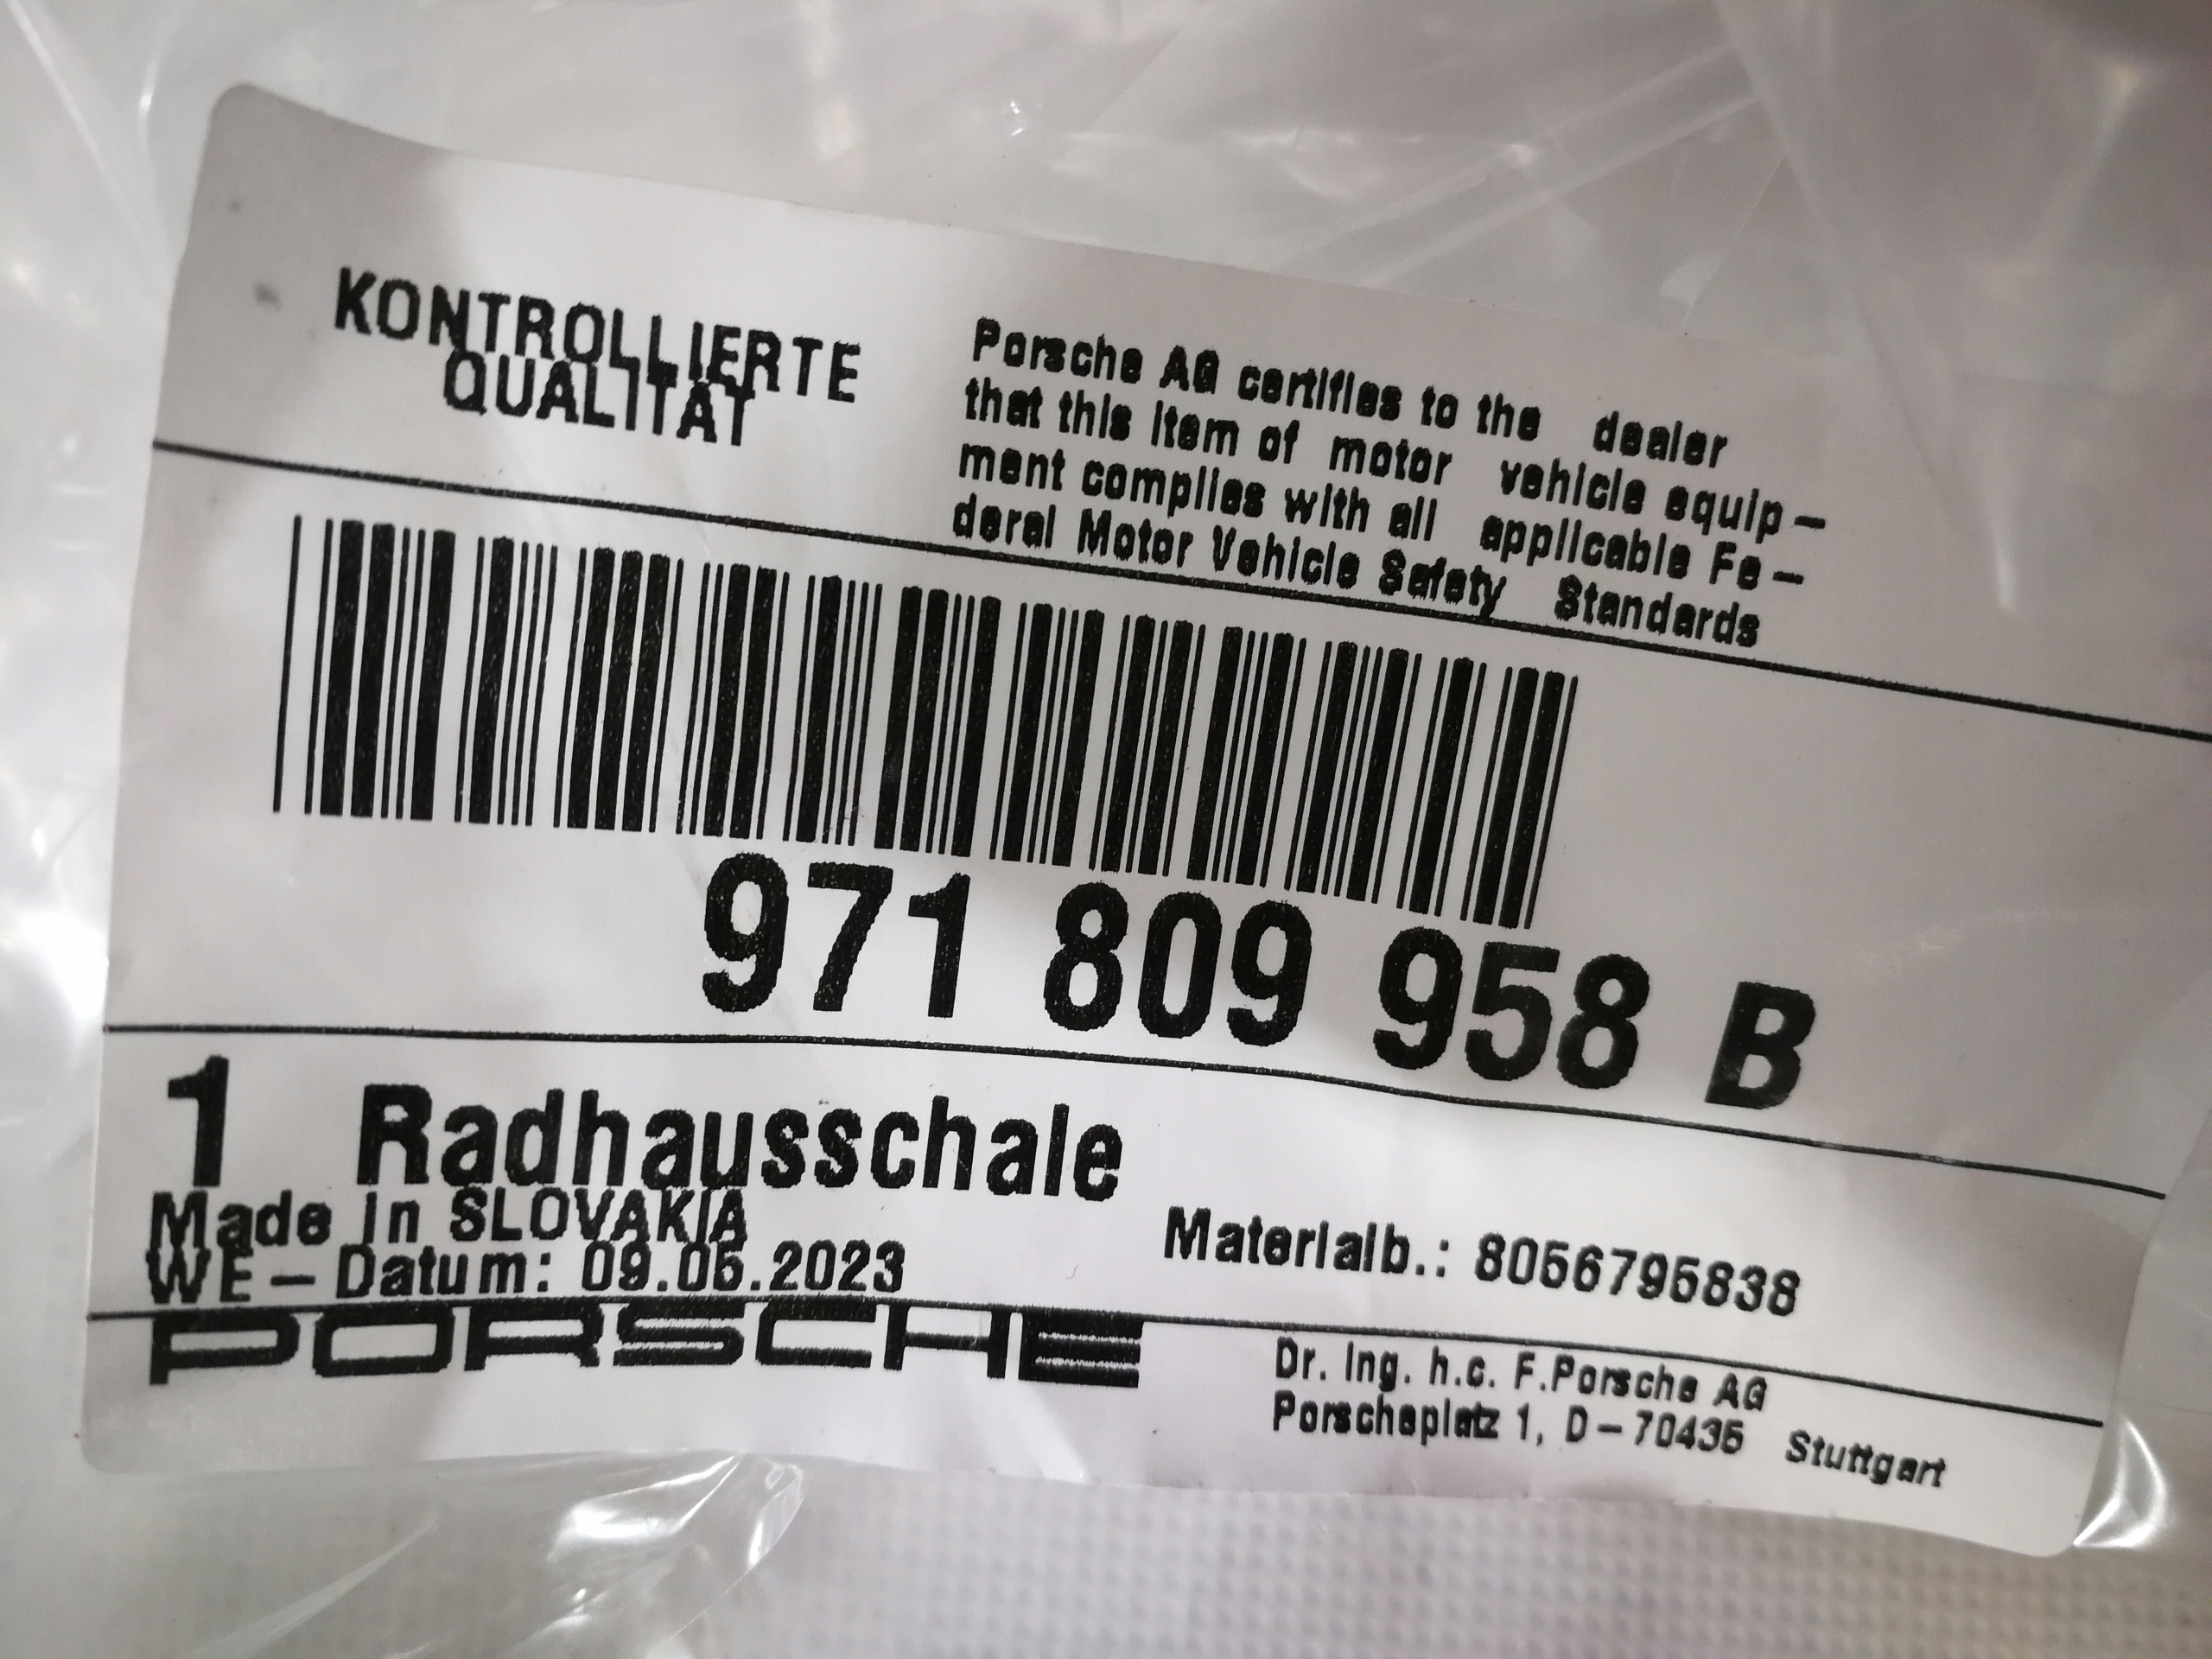 KONTROLLIERTE
QUALITÄT
Porsche AG certifies to the dealer
that this item of motor vehicle equip-
ment complies with all applicable Fe-
deral Motor Vehicle Safety Standards
971 809 958 B
1 Radhausschale
Made in SLOVAKIA
WE-Datum: 09.05.2023
Materialb.: 8056795838
PORSCHE
Dr. Ing. h.c. F.Porsche AG
Porscheplatz 1, D-70435 Stuttgart